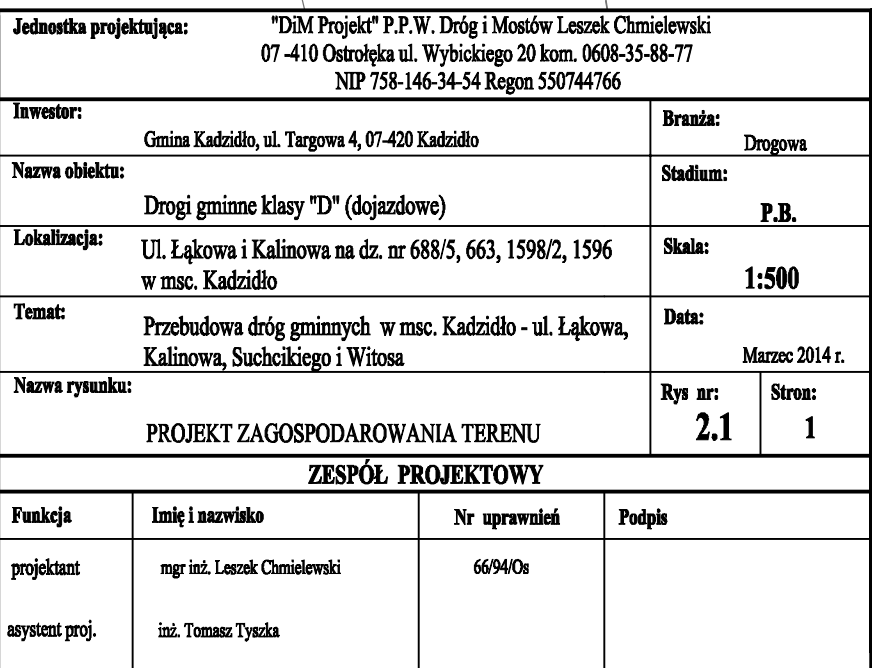 Jednostka projektująca:
"DiM Projekt" P.P.W. Dróg i Mostów Leszek Chmielewski
07 -410 Ostrołęka ul. Wybickiego 20 kom. 0608-35-88-77
NIP 758-146-34-54 Regon 550744766
Inwestor:
Gmina Kadzidło, ul. Targowa 4, 07-420 Kadzidło
Branża:
Drogowa
Nazwa obiektu:
Drogi gminne klasy "D" (dojazdowe)
Stadium:
P.B.
Lokalizacja:
Ul. Łąkowa i Kalinowa na dz. nr 688/5, 663, 1598/2, 1596
w msc. Kadzidło
Skala:
1:500
Temat:
Przebudowa dróg gminnych w msc. Kadzidło - ul. Łąkowa,
Kalinowa, Suchcikiego i Witosa
Data:
Marzec 2014 r.
Nazwa rysunku:
PROJEKT ZAGOSPODAROWANIA TERENU
Rys nr:
2.1
Stron:
1
ZESPÓŁ PROJEKTOWY
Funkcja Imię i nazwisko Nr uprawnień Podpis
projektant mgr inż. Leszek Chmielewski 66/94/Os
asystent proj. inż. Tomasz Tyszka